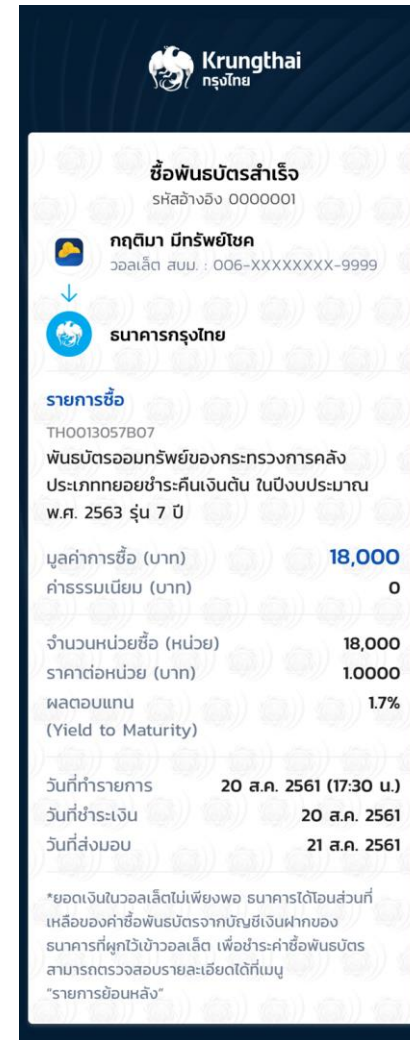 Krungthai
กรุงไทย
ซื้อพันธบัตรสำเร็จ
รหัสอ้างอิง 0000001
กฤติมา มีทรัพย์โชค
วอลเล็ต สบม. : 006-XXXXXXXX-9999
ธนาคารกรุงไทย
รายการซื้อ
TH0013057B07
พันธบัตรออมทรัพย์ของกระทรวงการคลัง
ประเภททยอยชำระคืนเงินต้น ในปีงบประมาณ
พ.ศ. 2563 รุ่น 7 ปี
มูลค่าการซื้อ (บาท) 18,000
ค่าธรรมเนียม (บาท) 0
จำนวนหน่วยซื้อ (หน่วย) 18,000
ราคาต่อหน่วย (บาท) 1.0000
ผลตอบแทน 1.7%
(Yield to Maturity)
วันที่ทำรายการ 20 ส.ค. 2561 (17:30 น.)
วันที่ชำระเงิน 20 ส.ค. 2561
วันที่ส่งมอบ 21 ส.ค. 2561
*ยอดเงินในวอลเล็ตไม่เพียงพอ ธนาคารได้โอนส่วนที่
เหลือของค่าซื้อพันธบัตรจากบัญชีเงินฝากของ
ธนาคารที่ผูกไว้เข้าวอลเล็ต เพื่อชำระค่าซื้อพันธบัตร
สามารถตรวจสอบรายละเอียดได้ที่เมนู
"รายการย้อนหลัง"